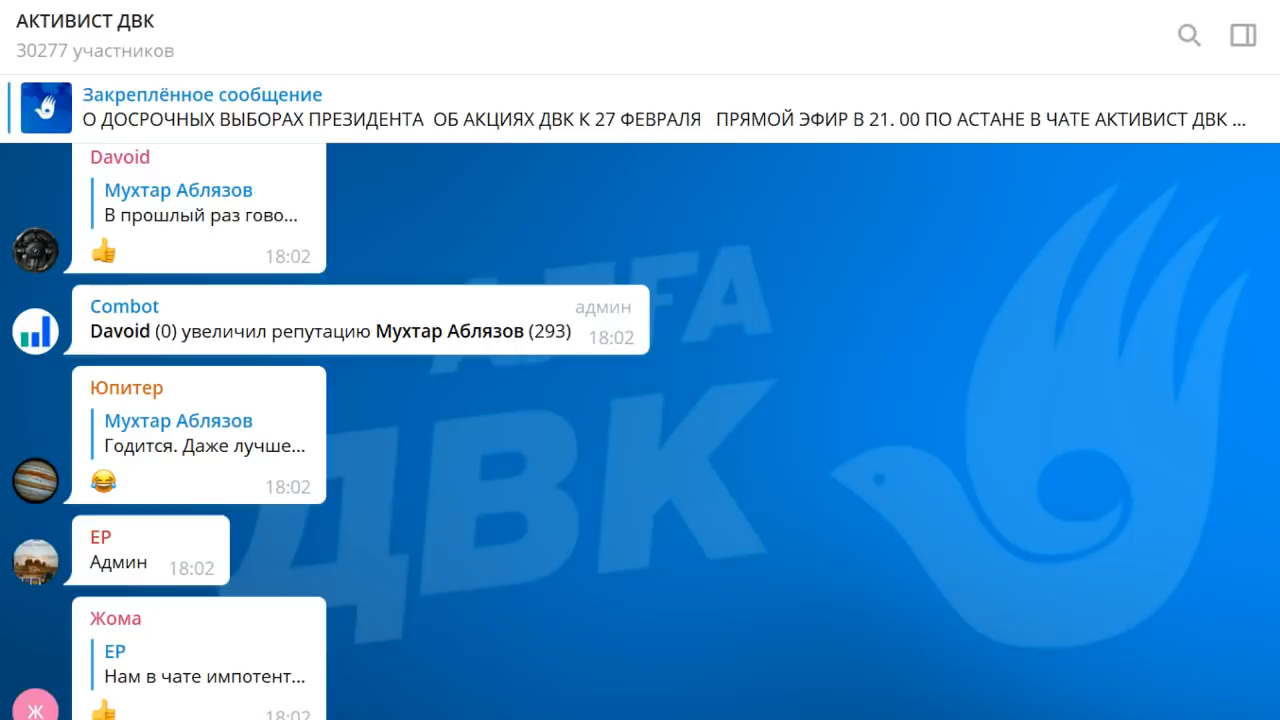 АКТИВИСТ ДВК
30277 участников
Закреплённое сообщение
О ДОСРОЧНЫХ ВЫБОРАХ ПРЕЗИДЕНТА ОБ АКЦИЯХ ДВК К 27 ФЕВРАЛЯ ПРЯМОЙ ЭФИР В 21. 00 ПО АСТАНЕ В ЧАТЕ АКТИВИСТ ДВК ...
Davoid
Мухтар Аблязов
В прошлый раз гово...
👍 18:02
Combot админ
Davoid (0) увеличил репутацию Мухтар Аблязов (293) 18:02
Юпитер
Мухтар Аблязов
Годится. Даже лучше...
😂 18:02
ЕР
Админ 18:02
Жома
ЕР
Нам в чате импотент...
👍 18:02
Ж
ДВК